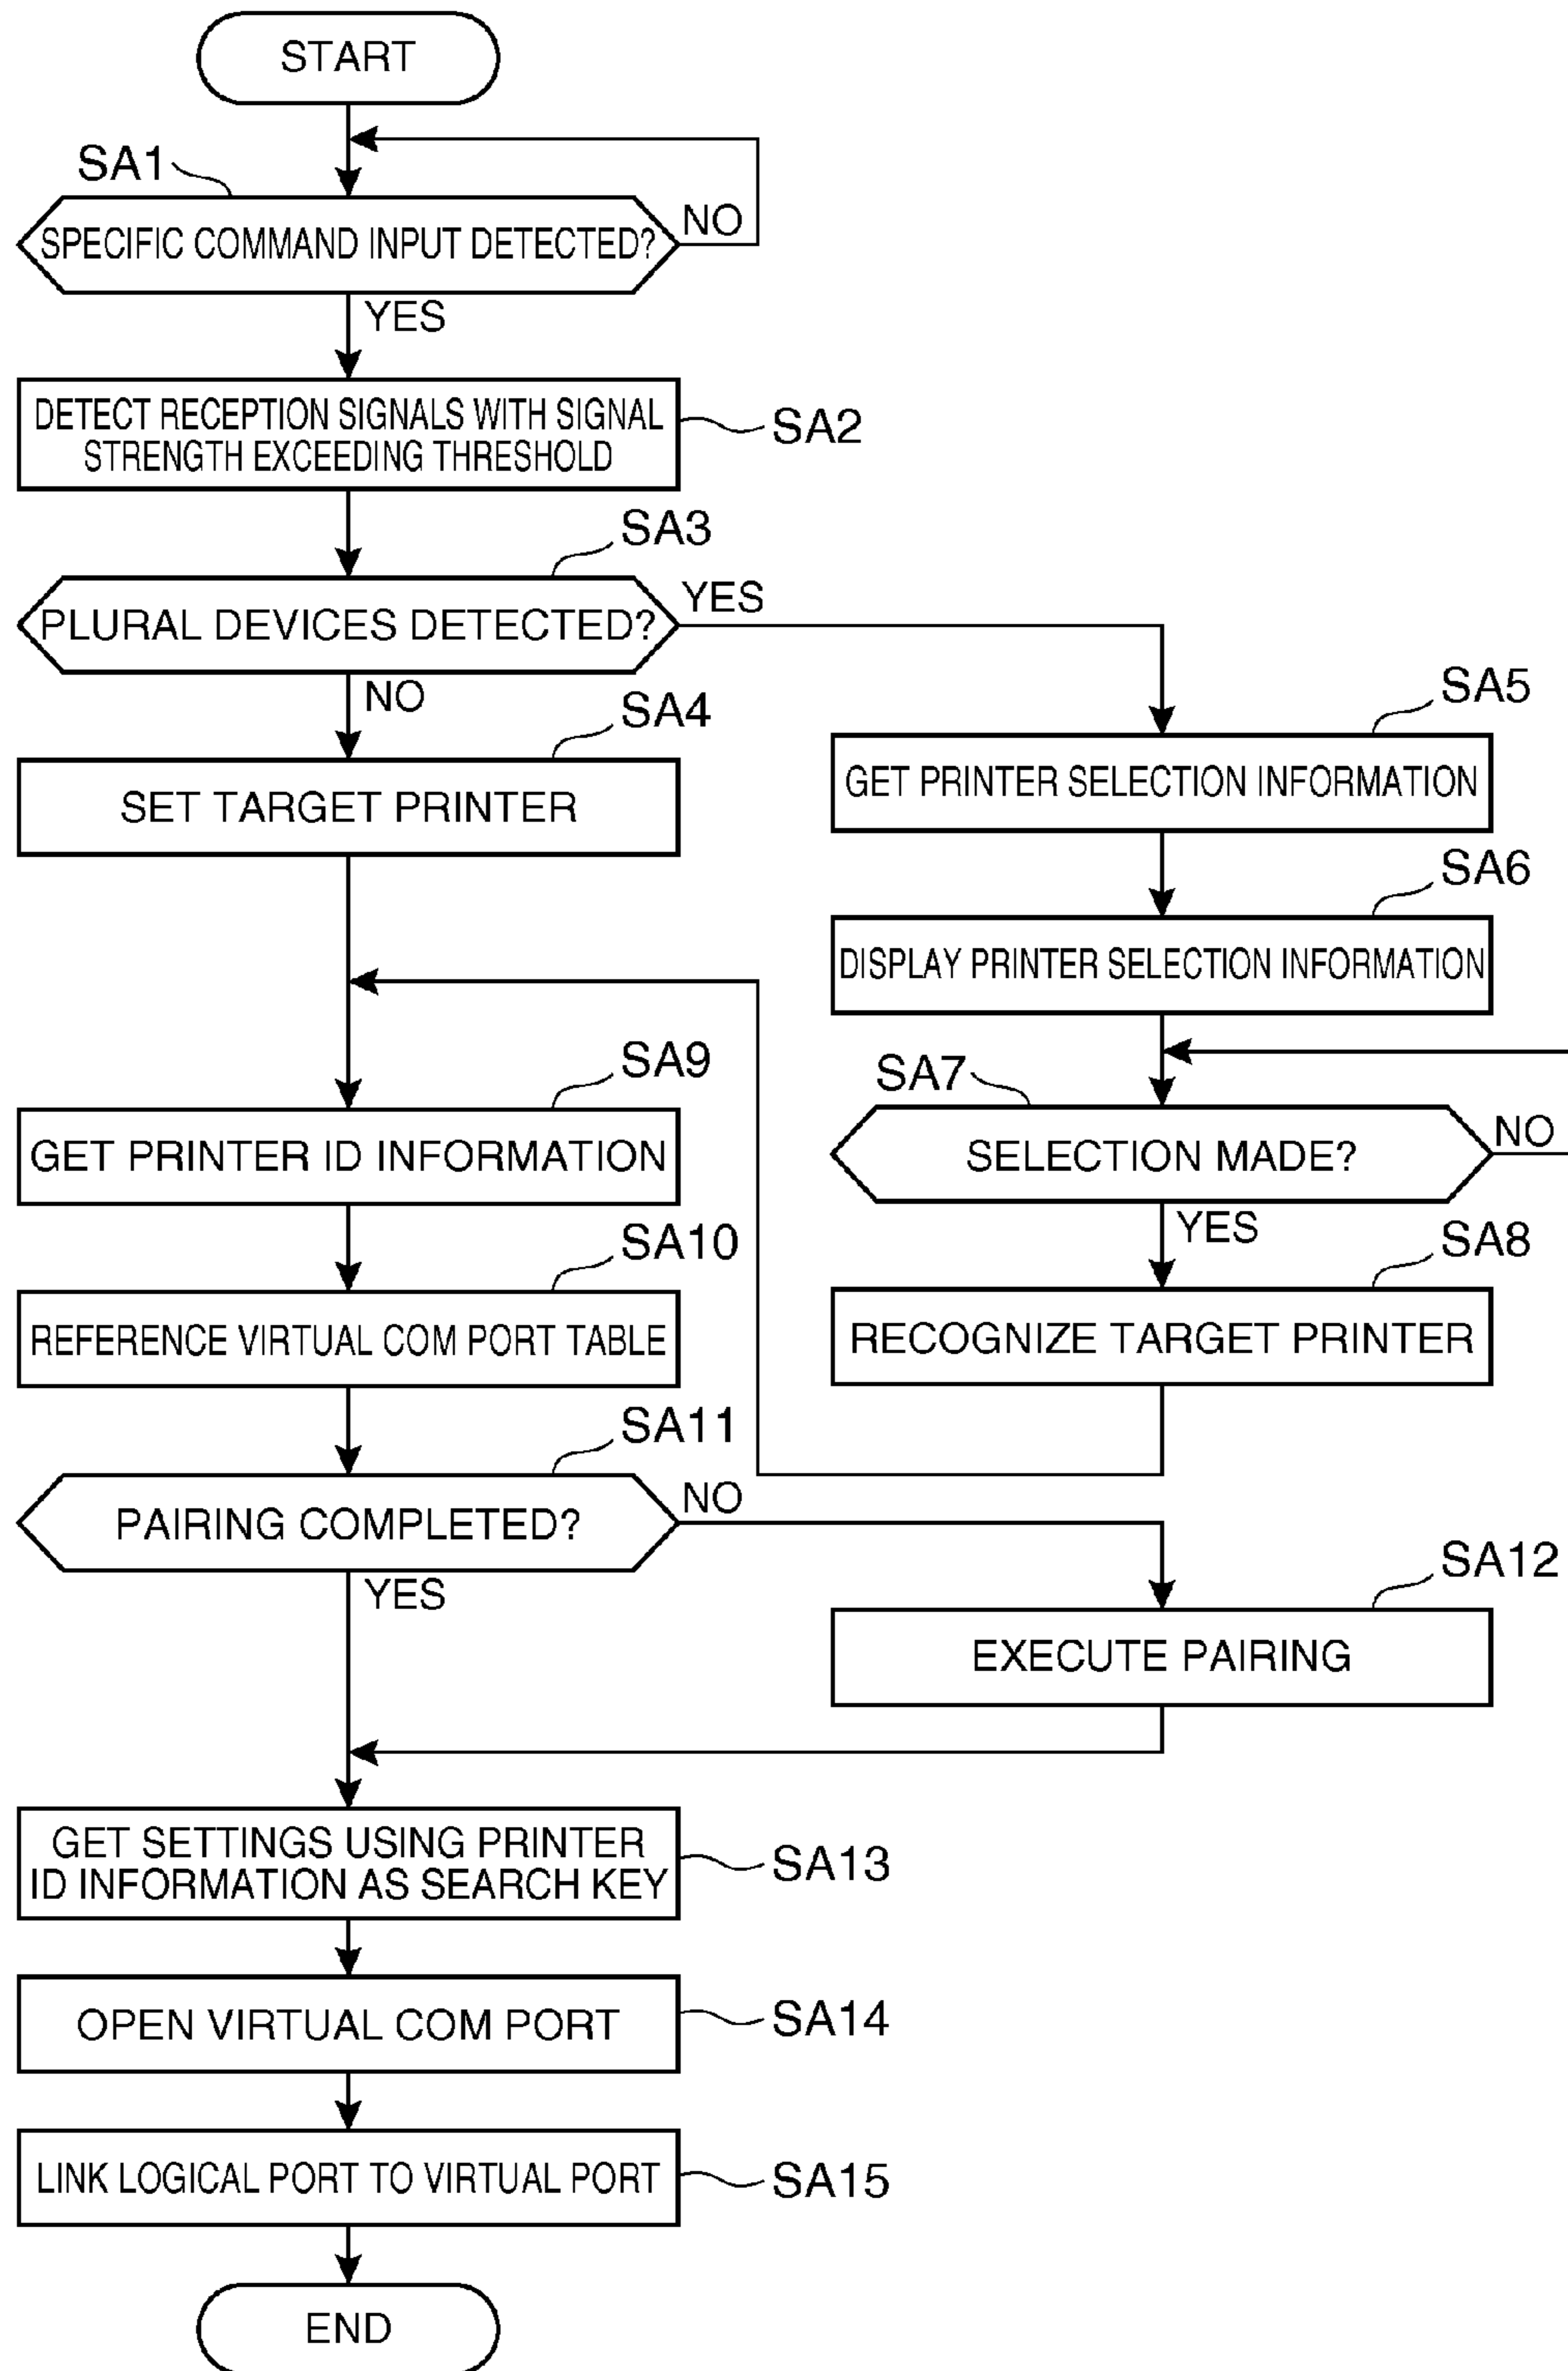 START
SA1
SPECIFIC COMMAND INPUT DETECTED?
NO
YES
DETECT RECEPTION SIGNALS WITH SIGNAL
STRENGTH EXCEEDING THRESHOLD
SA2
SA3
PLURAL DEVICES DETECTED?
YES
NO
SA4
SET TARGET PRINTER
SA5
GET PRINTER SELECTION INFORMATION
SA6
DISPLAY PRINTER SELECTION INFORMATION
SA7
SELECTION MADE?
NO
YES
SA8
RECOGNIZE TARGET PRINTER
SA9
GET PRINTER ID INFORMATION
SA10
REFERENCE VIRTUAL COM PORT TABLE
SA11
PAIRING COMPLETED?
NO
YES
SA12
EXECUTE PAIRING
GET SETTINGS USING PRINTER
ID INFORMATION AS SEARCH KEY
SA13
OPEN VIRTUAL COM PORT
SA14
LINK LOGICAL PORT TO VIRTUAL PORT
SA15
END